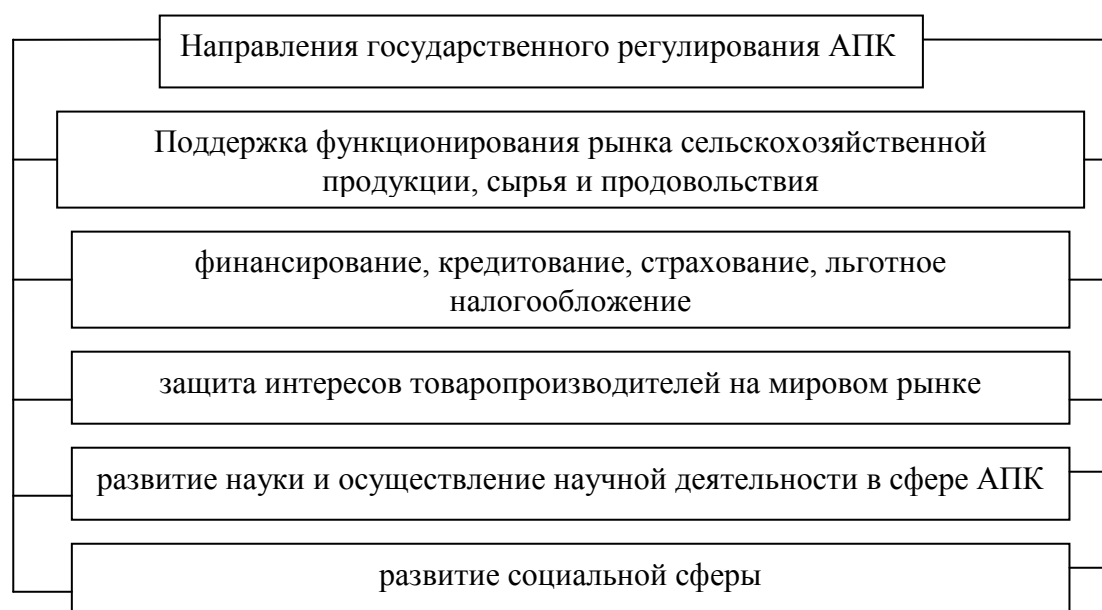 Направления государственного регулирования АПК
Поддержка функционирования рынка сельскохозяйственной
продукции, сырья и продовольствия
финансирование, кредитование, страхование, льготное
налогообложение
защита интересов товаропроизводителей на мировом рынке
развитие науки и осуществление научной деятельности в сфере АПК
развитие социальной сферы